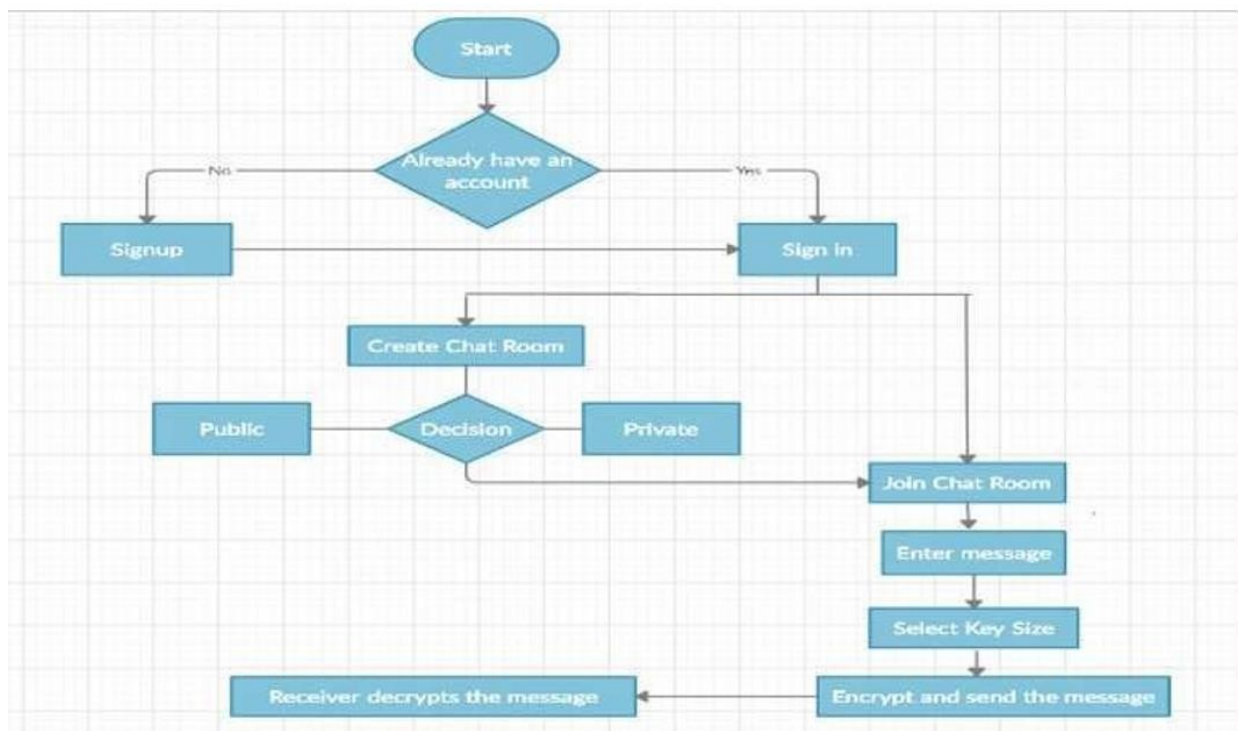 Start
Already have an
account
No
Yes
Signup
Sign in
Create Chat Room
Public
Decision
Private
Join Chat Room
Enter message
Select Key Size
Receiver decrypts the message
Encrypt and send the message